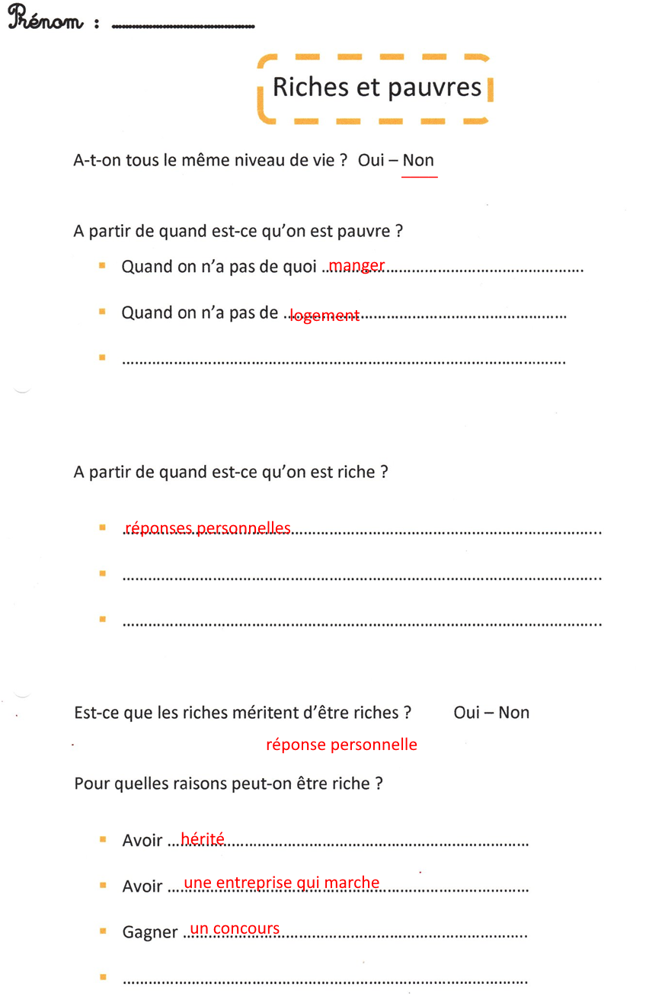 Prénom : ..............................
Riches et pauvres
A-t-on tous le même niveau de vie ? Oui – Non
A partir de quand est-ce qu'on est pauvre ?
Quand on n'a pas de quoi manger
Quand on n'a pas de logement
A partir de quand est-ce qu'on est riche ?
réponses personnelles
Est-ce que les riches méritent d'être riches ? Oui – Non
réponse personnelle
Pour quelles raisons peut-on être riche ?
Avoir hérité
Avoir une entreprise qui marche
Gagner un concours